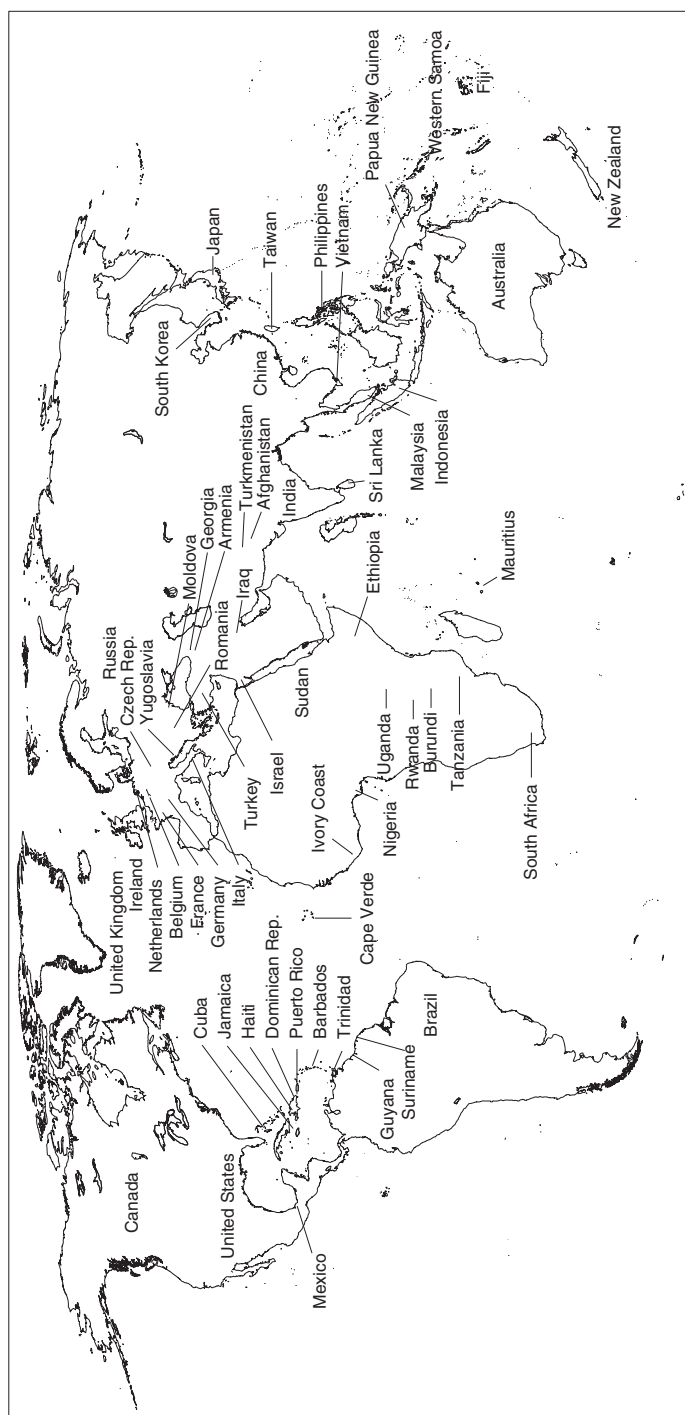 Canada
United States
Mexico
Cuba
Jamaica
Haiti
Dominican Rep.
Puerto Rico
Barbados
Trinidad
Guyana
Suriname
Brazil
United Kingdom
Ireland
Netherlands
Belgium
France
Germany
Italy
Cape Verde
Russia
Czech Rep.
Yugoslavia
Moldova
Georgia
Armenia
Romania
Turkey
Israel
Iraq
Turkmenistan
Afghanistan
Ivory Coast
Nigeria
Sudan
Ethiopia
Uganda
Rwanda
Burundi
Tanzania
South Africa
Mauritius
India
Sri Lanka
China
South Korea
Japan
Taiwan
Philippines
Vietnam
Malaysia
Indonesia
Papua New Guinea
Western Samoa
Fiji
Australia
New Zealand